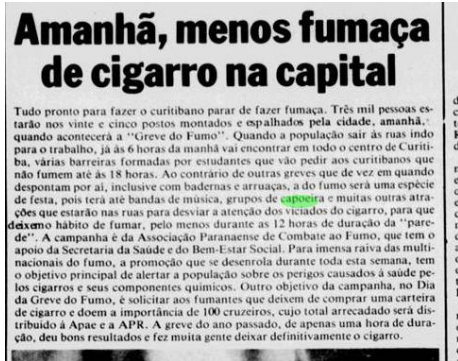 Amanhã, menos fumaça
de cigarro na capital
Tudo pronto para fazer o curitibano parar de fazer fumaça. Três mil pessoas es-
tarão nos vinte e cinco postos montados e espalhados pela cidade, amanhã,
quando acontecerá a "Greve do Fumo". Quando a população sair às ruas indo
para o trabalho, já às 6 horas da manhã vai encontrar em todo o centro de Curiti-
ba, várias barreiras formadas por estudantes que vão pedir aos curitibanos que
não fumem até as 18 horas. Ao contrário de outras greves que de vez em quando
despontam por aí, inclusive com badernas e arruaças, a do fumo será uma espécie
de festa, pois terá até bandas de música, grupos de capoeira e muitas outras atra-
ções que estarão nas ruas para desviar a atenção dos viciados do cigarro, para que
deixem o hábito de fumar, pelo menos durante as 12 horas de duração da "pare-
de". A campanha é da Associação Paranaense de Combate ao Fumo, que tem o
apoio da Secretaria da Saúde e do Bem-Estar Social. Para imensa raiva das multi-
nacionais do fumo, a promoção que se desenrola durante toda esta semana, tem
o objetivo principal de alertar a população sobre os perigos causados à saúde pe-
los cigarros e seus componentes químicos. Outro objetivo da campanha, no Dia
da Greve do Fumo, é solicitar aos fumantes que deixem de comprar uma carteira
de cigarro e doem a importância de 100 cruzeiros, cujo total arrecadado será dis-
tribuído à Apae e a APR. A greve do ano passado, de apenas uma hora de dura-
ção, deu bons resultados e fez muita gente deixar definitivamente o cigarro.